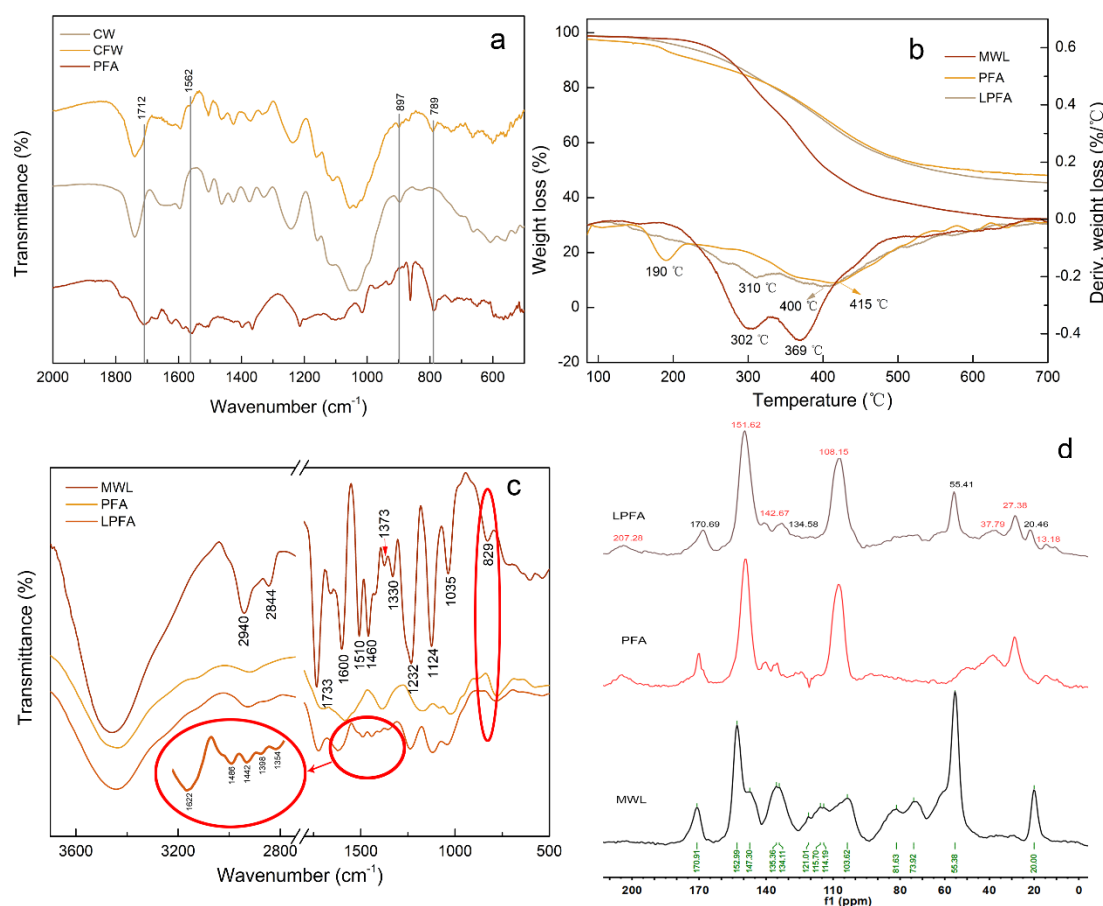 a
CW
CFW
PFA
1712
1562
897
789
Transmittance (%)
2000 1800 1600 1400 1200 1000 800 600
Wavenumber (cm-1)
b
MWL
PFA
LPFA
100
80
60
40
20
0
-20
Weight loss (%)
0.6
0.4
0.2
0.0
-0.2
-0.4
Deriv. weight loss (%/℃)
190 ℃
310 ℃
400 ℃
415 ℃
302 ℃
369 ℃
100 200 300 400 500 600 700
Temperature (℃)
c
MWL
PFA
LPFA
2940
2844
1733
1600
1510
1460
1373
1330
1232
1124
1035
829
1622
1486
1442
1398
1354
Transmittance (%)
3600 3200 2800 1500 1000 500
Wavenumber (cm-1)
d
151.62
108.15
LPFA
207.28
170.69
142.67
134.58
55.41
37.79
27.38
20.46
13.18
PFA
MWL
170.91
152.99
147.30
135.36
134.11
121.01
115.70
114.19
103.62
81.63
73.92
55.38
20.00
200 170 140 110 80 60 40 20 0
f1 (ppm)